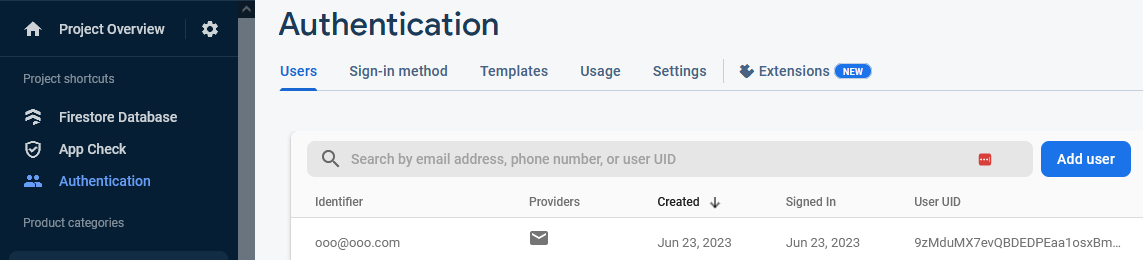 Project Overview
Project shortcuts
Firestore Database
App Check
Authentication
Product categories
Authentication
Users Sign-in method Templates Usage Settings Extensions NEW
Search by email address, phone number, or user UID
Add user
Identifier Providers Created Signed In User UID
ooo@ooo.com Jun 23, 2023 Jun 23, 2023 9zMduMX7evQBDEDPEaa1osxBm...